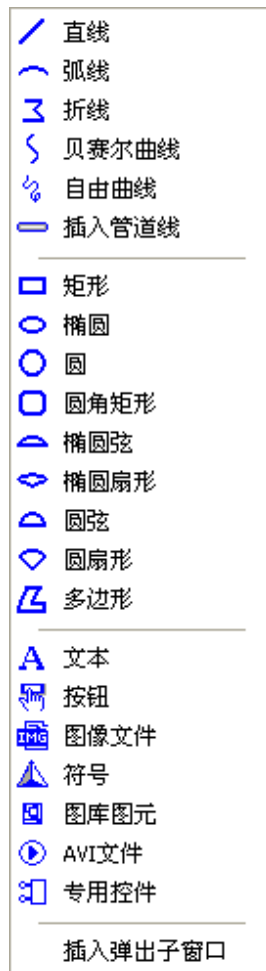 直线
弧线
折线
贝赛尔曲线
自由曲线
插入管道线
矩形
椭圆
圆
圆角矩形
椭圆弦
椭圆扇形
圆弦
圆扇形
多边形
A 文本
按钮
IMG 图像文件
符号
图库图元
AVI文件
专用控件
插入弹出子窗口